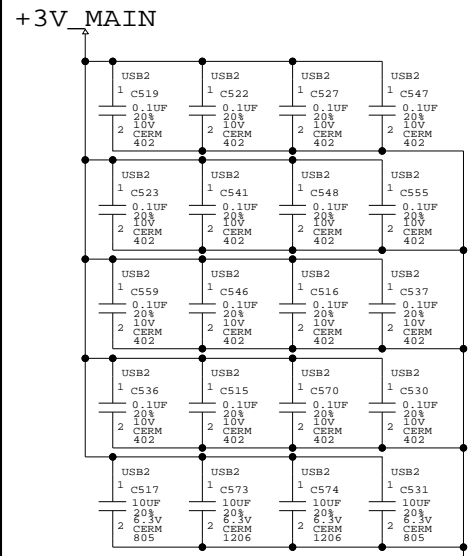 +3V_MAIN
USB2 USB2 USB2 USB2
1 C519 1 C522 1 C527 1 C547
0.1UF 0.1UF 0.1UF 0.1UF
20% 20% 20% 20%
10V 10V 10V 10V
2 CERM 2 CERM 2 CERM 2 CERM
402 402 402 402
USB2 USB2 USB2 USB2
1 C523 1 C541 1 C548 1 C555
0.1UF 0.1UF 0.1UF 0.1UF
20% 20% 20% 20%
10V 10V 10V 10V
2 CERM 2 CERM 2 CERM 2 CERM
402 402 402 402
USB2 USB2 USB2 USB2
1 C559 1 C546 1 C516 1 C537
0.1UF 0.1UF 0.1UF 0.1UF
20% 20% 20% 20%
10V 10V 10V 10V
2 CERM 2 CERM 2 CERM 2 CERM
402 402 402 402
USB2 USB2 USB2 USB2
1 C536 1 C515 1 C570 1 C530
0.1UF 0.1UF 0.1UF 0.1UF
20% 20% 20% 20%
10V 10V 10V 10V
2 CERM 2 CERM 2 CERM 2 CERM
402 402 402 402
USB2 USB2 USB2 USB2
1 C517 1 C573 1 C574 1 C531
10UF 10UF 10UF 10UF
20% 20% 20% 20%
6.3V 6.3V 6.3V 6.3V
2 CERM 2 CERM 2 CERM 2 CERM
805 1206 1206 805